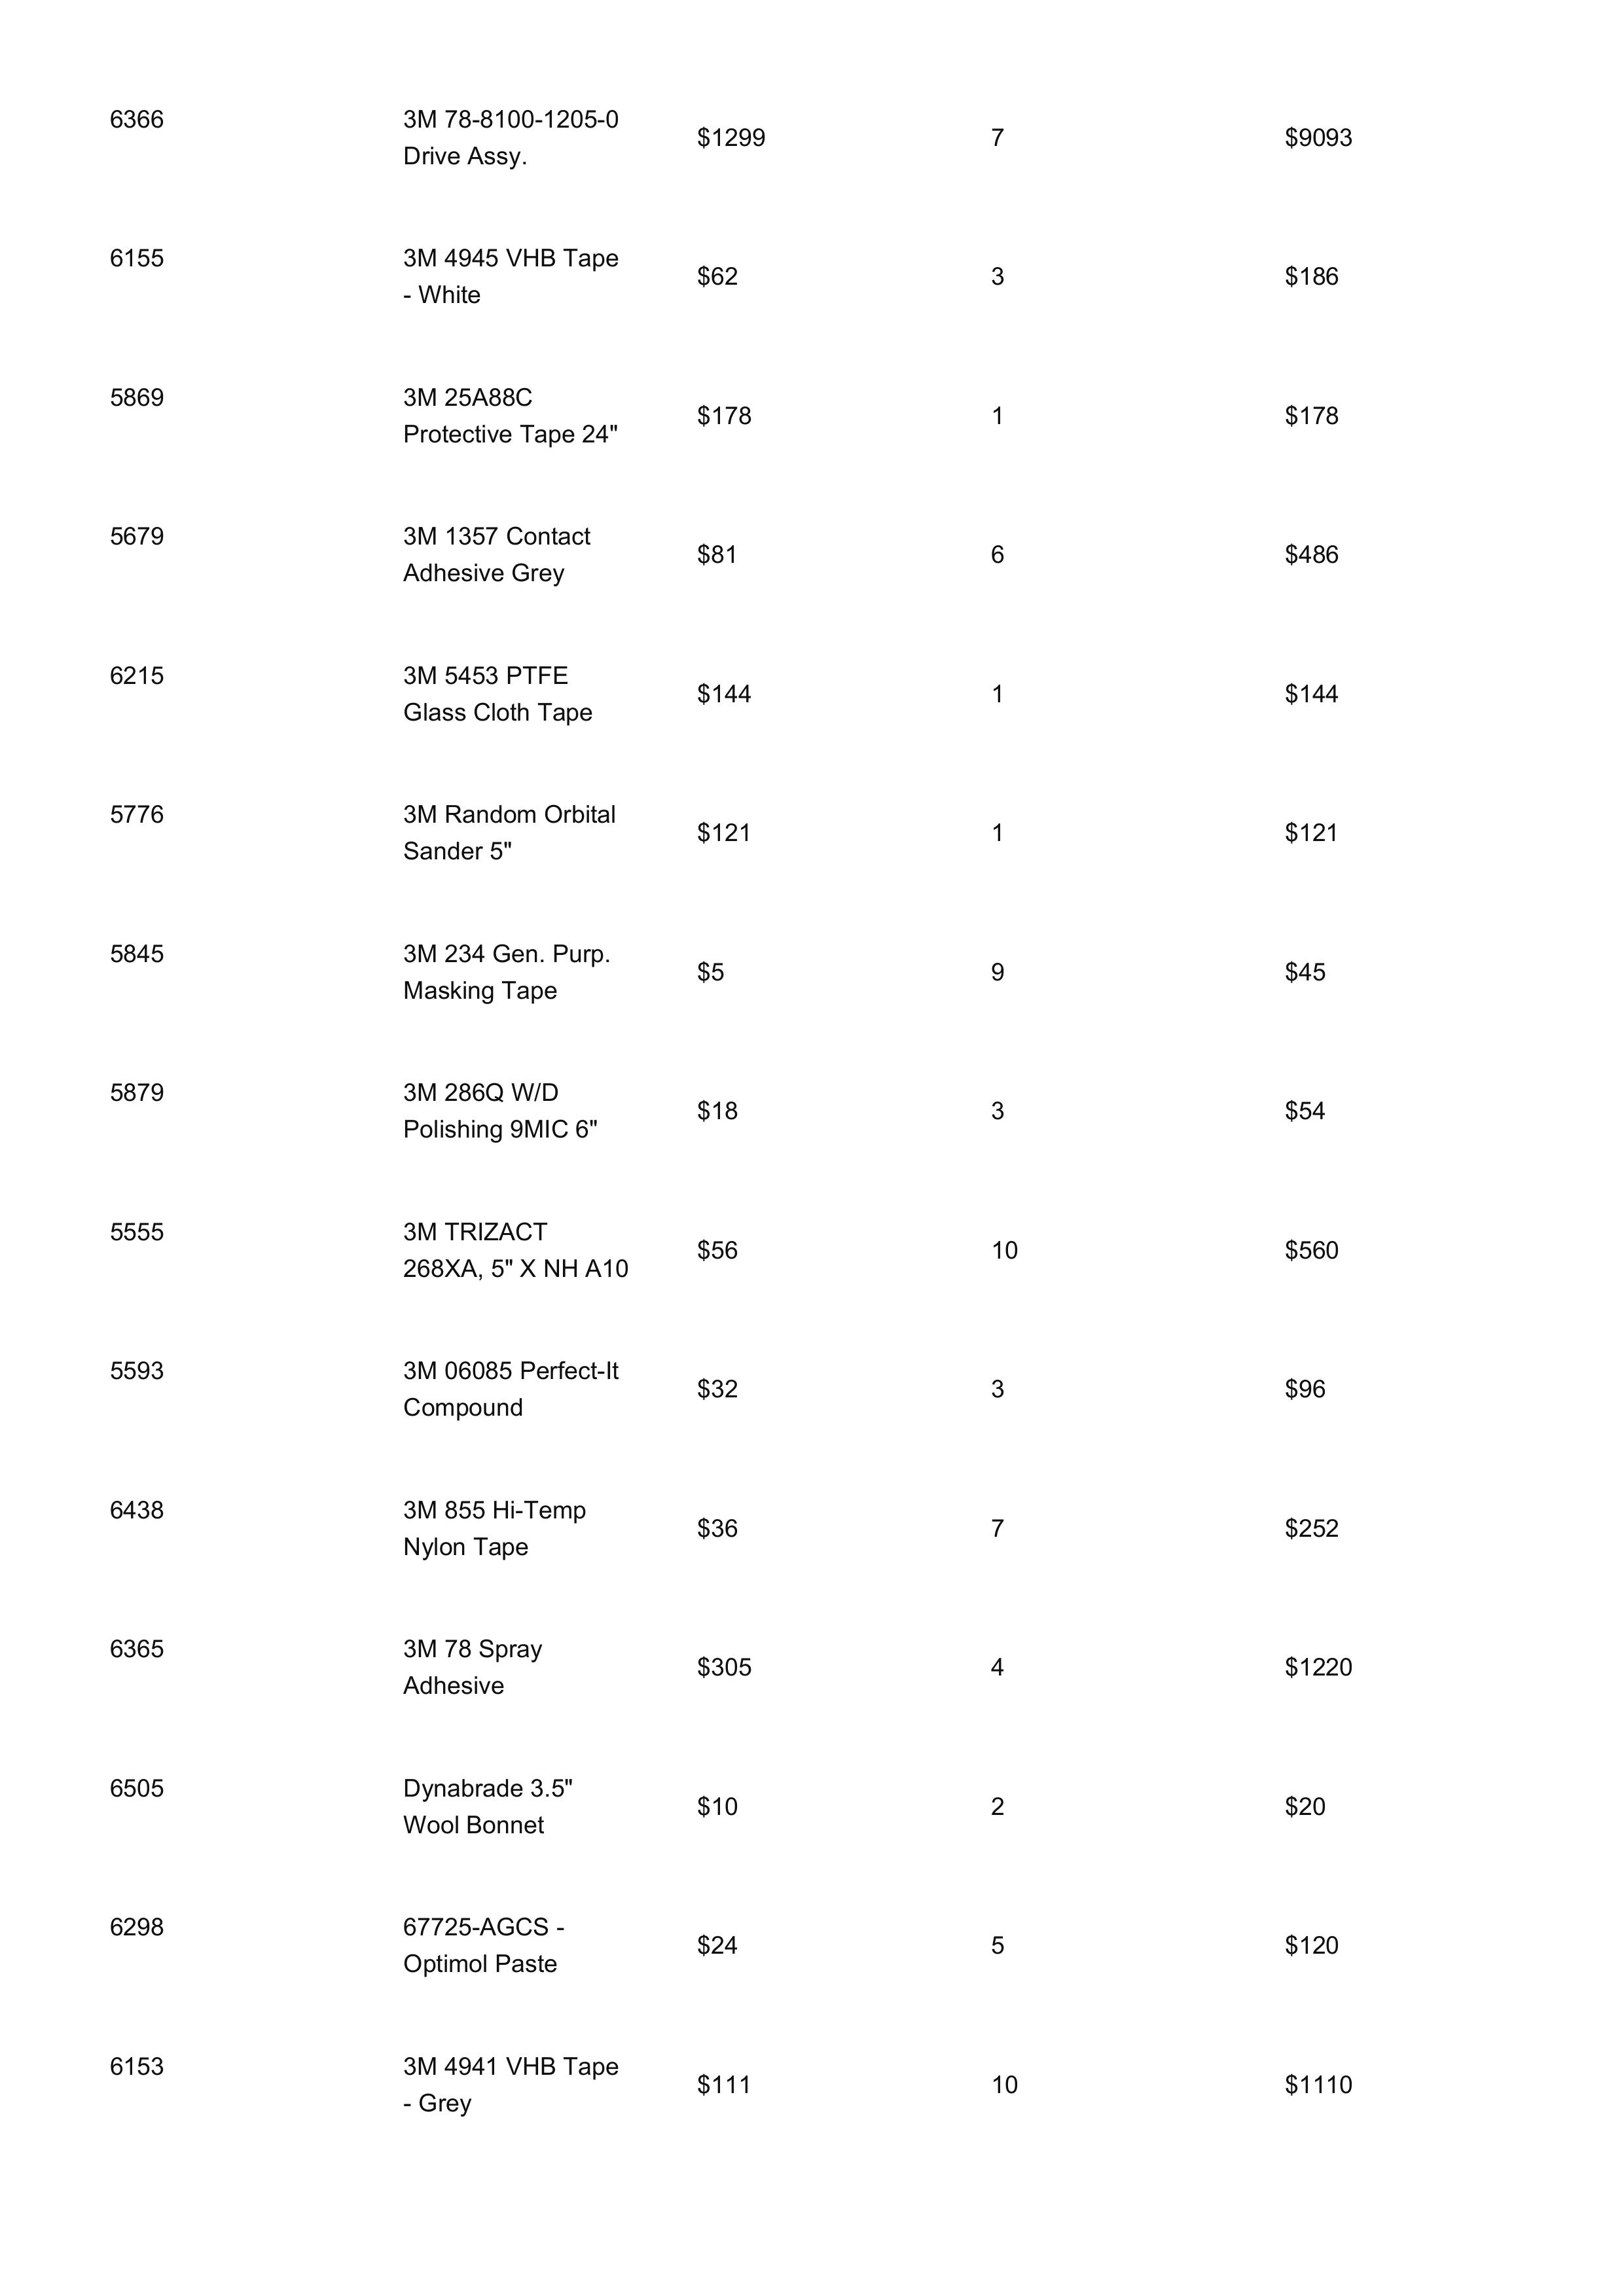 6366 3M 78-8100-1205-0 $1299 7 $9093
Drive Assy.
6155 3M 4945 VHB Tape $62 3 $186
- White
5869 3M 25A88C $178 1 $178
Protective Tape 24"
5679 3M 1357 Contact $81 6 $486
Adhesive Grey
6215 3M 5453 PTFE $144 1 $144
Glass Cloth Tape
5776 3M Random Orbital $121 1 $121
Sander 5"
5845 3M 234 Gen. Purp. $5 9 $45
Masking Tape
5879 3M 286Q W/D $18 3 $54
Polishing 9MIC 6"
5555 3M TRIZACT $56 10 $560
268XA, 5" X NH A10
5593 3M 06085 Perfect-It $32 3 $96
Compound
6438 3M 855 Hi-Temp $36 7 $252
Nylon Tape
6365 3M 78 Spray $305 4 $1220
Adhesive
6505 Dynabrade 3.5" $10 2 $20
Wool Bonnet
6298 67725-AGCS - $24 5 $120
Optimol Paste
6153 3M 4941 VHB Tape $111 10 $1110
- Grey